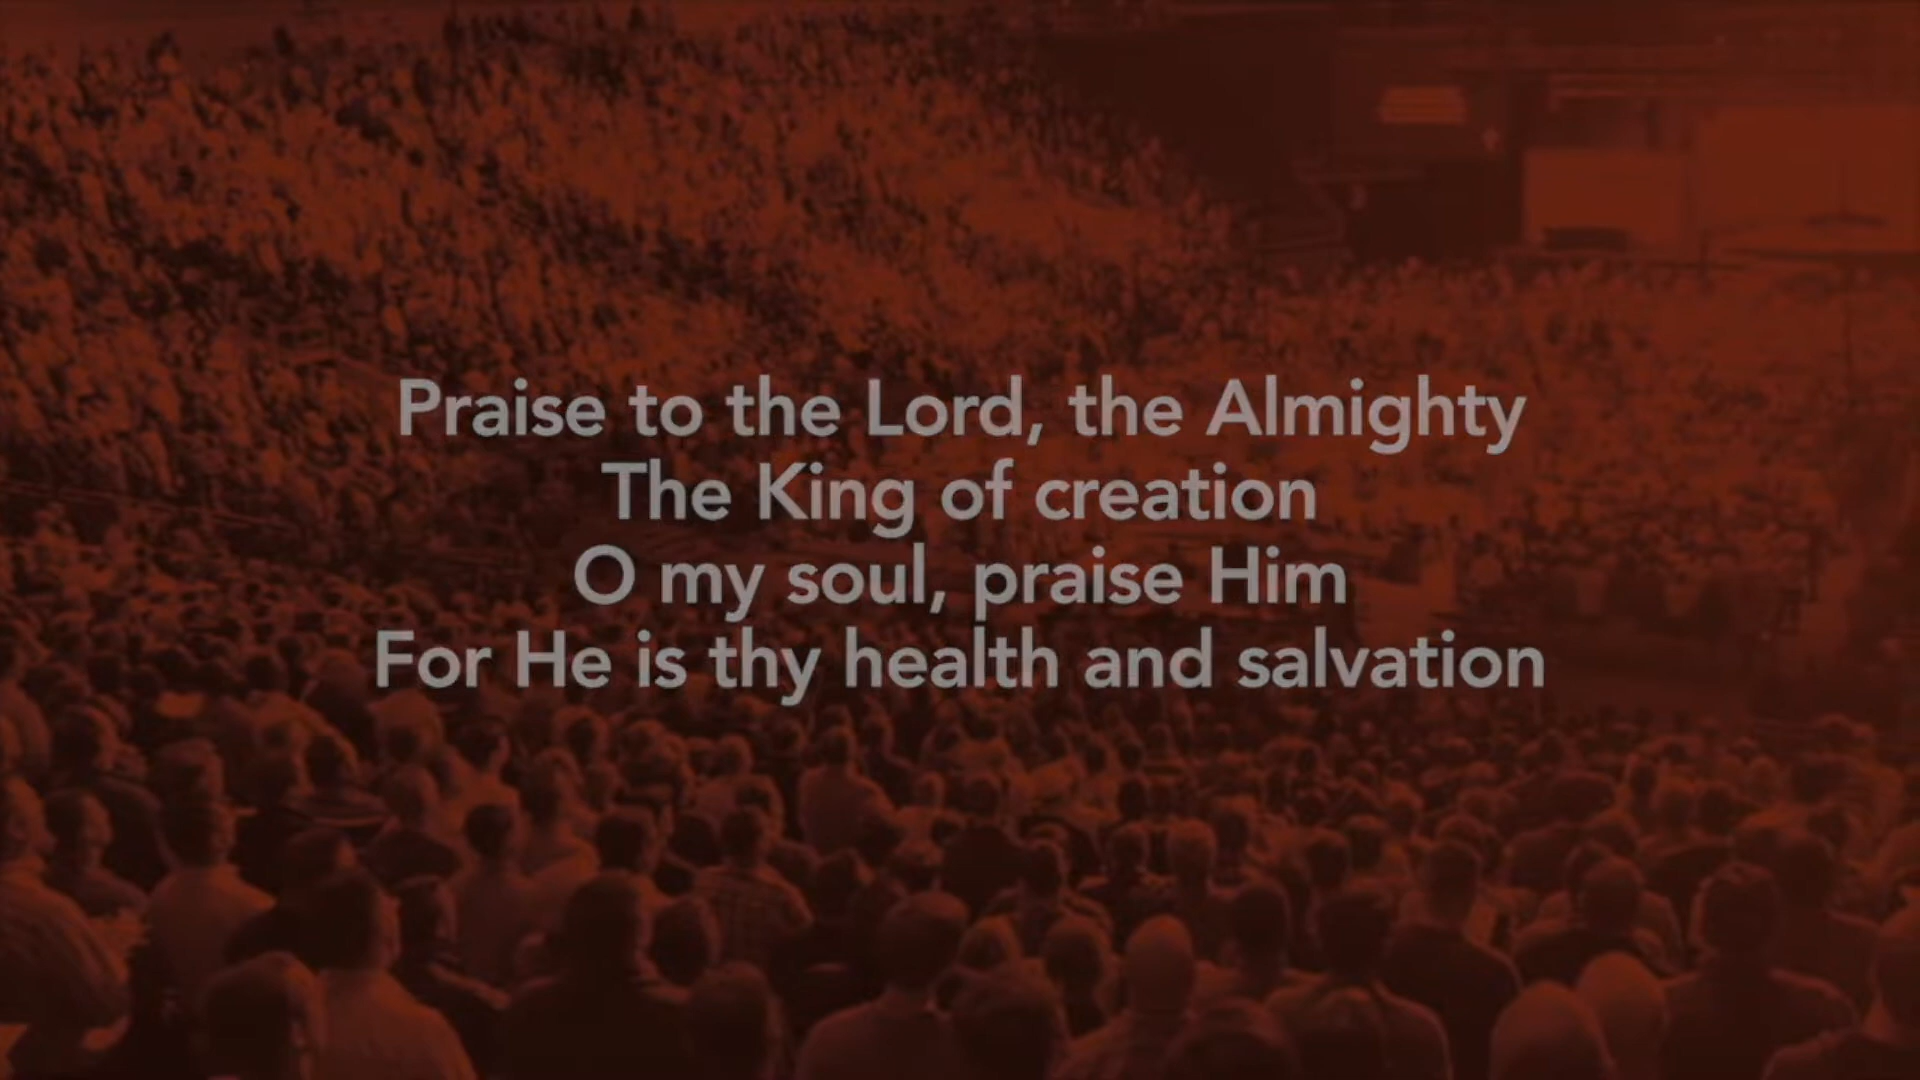 Praise to the Lord, the Almighty
The King of creation
O my soul, praise Him
For He is thy health and salvation